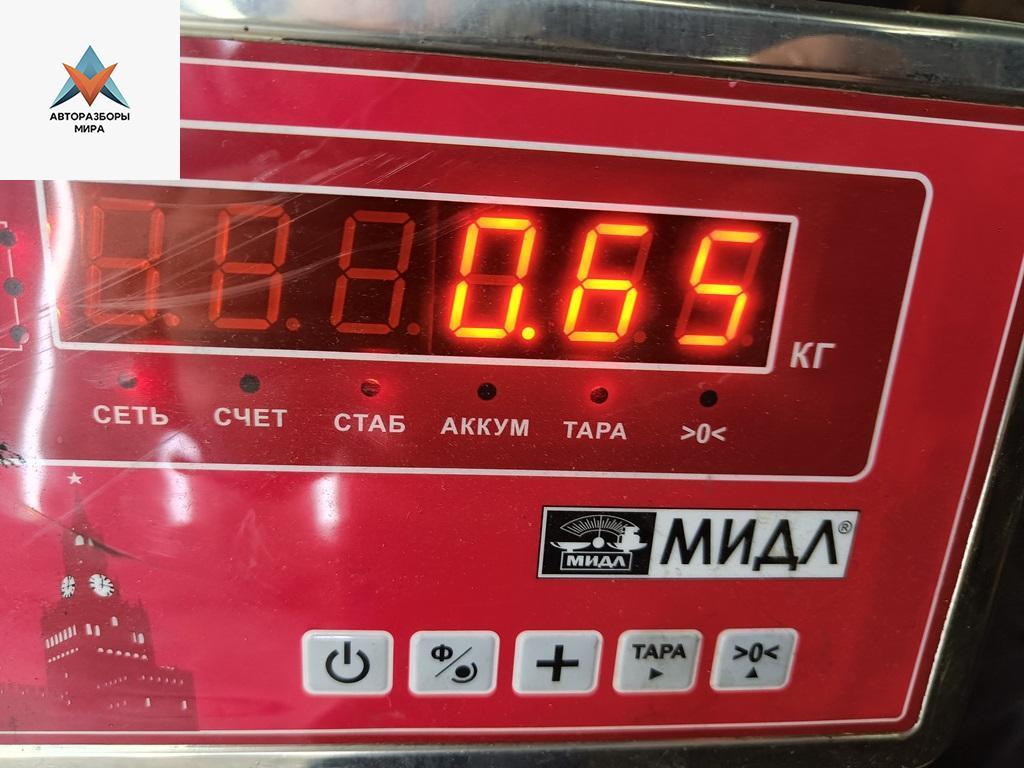 АВТОРАЗБОРЫ
МИРА
0.65
КГ
СЕТЬ СЧЕТ СТАБ АККУМ ТАРА >0<
МИДЛ МИДЛ®
Ф ТАРА >0<